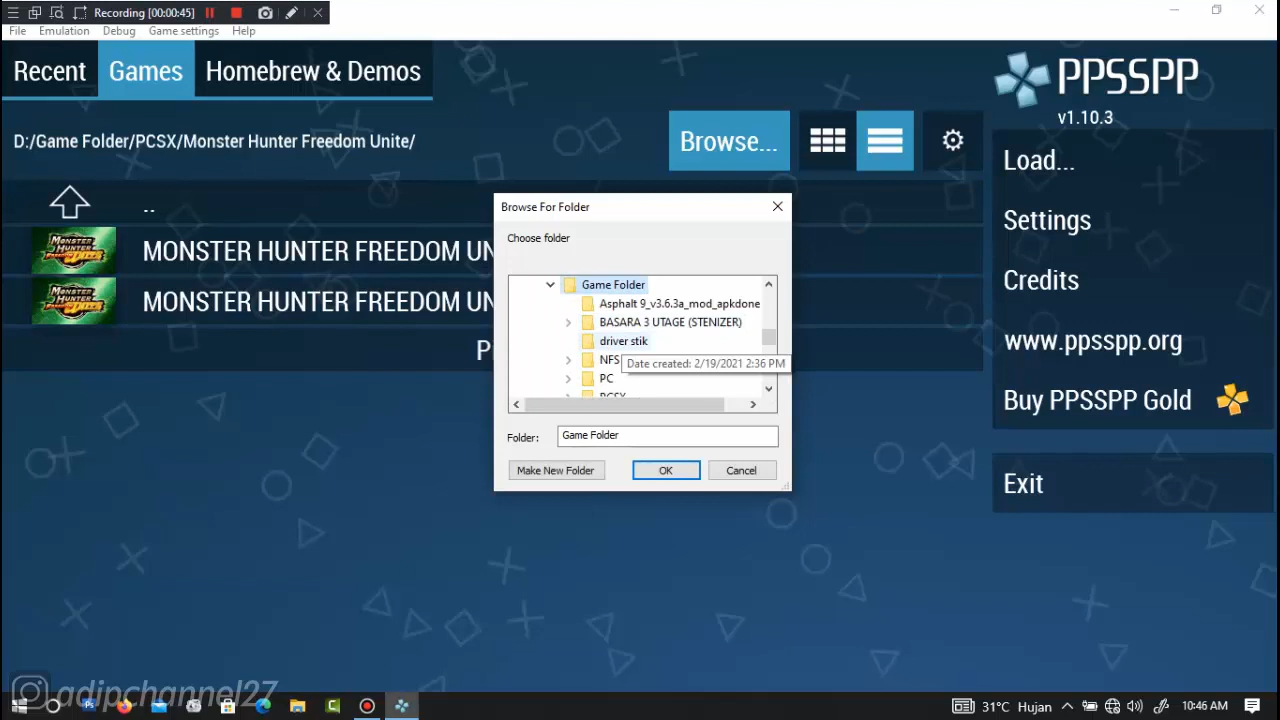 Recording [00:00:45]
File Emulation Debug Game settings Help
Recent Games Homebrew & Demos
PPSSPP
v1.10.3
D:/Game Folder/PCSX/Monster Hunter Freedom Unite/
Browse...
Load...
Settings
Credits
www.ppsspp.org
Buy PPSSPP Gold
Exit
..
MONSTER HUNTER FREEDOM UN
MONSTER HUNTER FREEDOM UN
Browse For Folder
Choose folder
Game Folder
Asphalt 9_v3.6.3a_mod_apkdone
BASARA 3 UTAGE (STENIZER)
driver stik
NFS
Date created: 2/19/2021 2:36 PM
PC
PCSX
Folder: Game Folder
Make New Folder OK Cancel
adipchannel27
31°C Hujan 10:46 AM